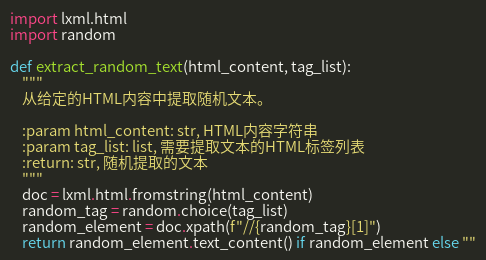 import lxml.html
import random

def extract_random_text(html_content, tag_list):
    """
    从给定的HTML内容中提取随机文本。

    :param html_content: str, HTML内容字符串
    :param tag_list: list, 需要提取文本的HTML标签列表
    :return: str, 随机提取的文本
    """
    doc = lxml.html.fromstring(html_content)
    random_tag = random.choice(tag_list)
    random_element = doc.xpath(f"//{random_tag}[1]")
    return random_element.text_content() if random_element else ""